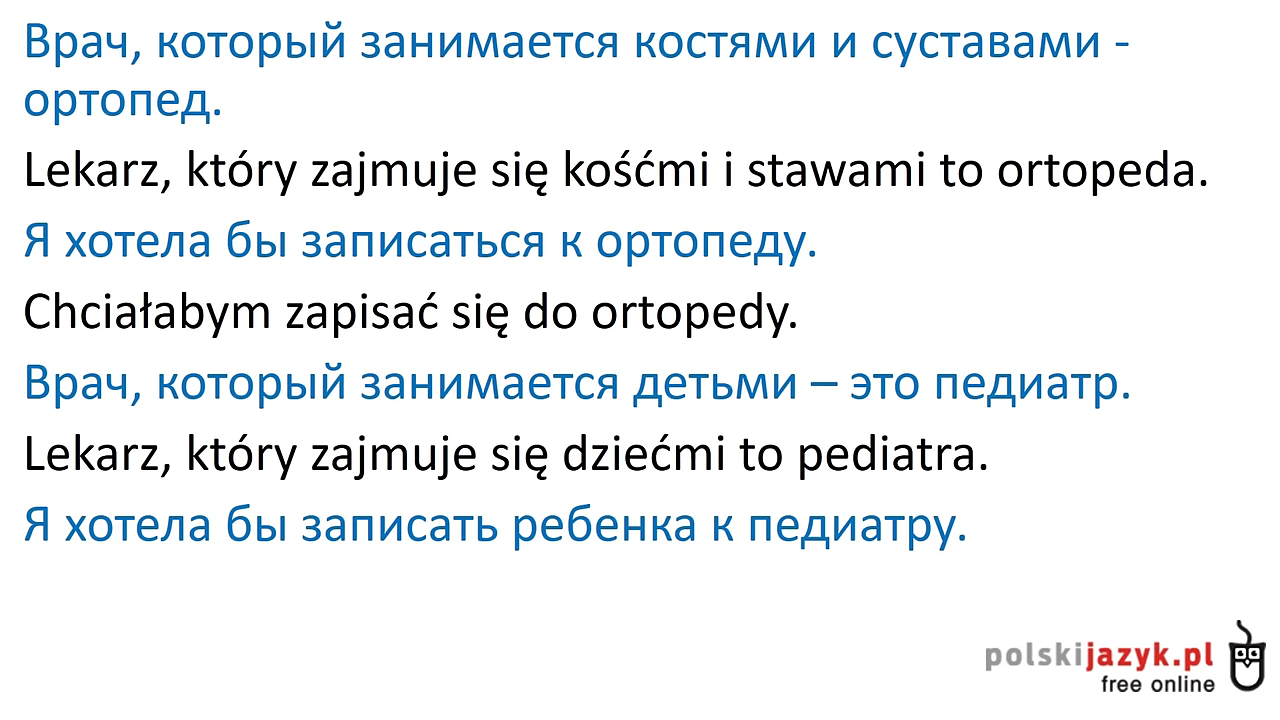 Врач, который занимается костями и суставами -
ортопед.
Lekarz, który zajmuje się kośćmi i stawami to ortopeda.
Я хотела бы записаться к ортопеду.
Chciałabym zapisać się do ortopedy.
Врач, который занимается детьми – это педиатр.
Lekarz, który zajmuje się dziećmi to pediatra.
Я хотела бы записать ребенка к педиатру.
polskijazyk.pl
free online